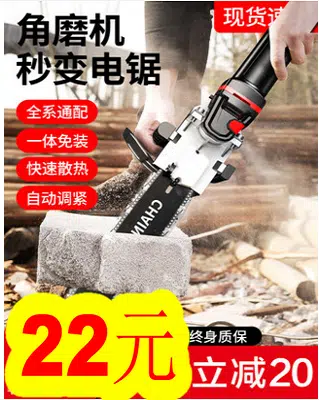 现货速
角磨机
秒变电锯
全系通配
一体免装
快速散热
自动调紧
CHAIN
终身质保
22元
立减20